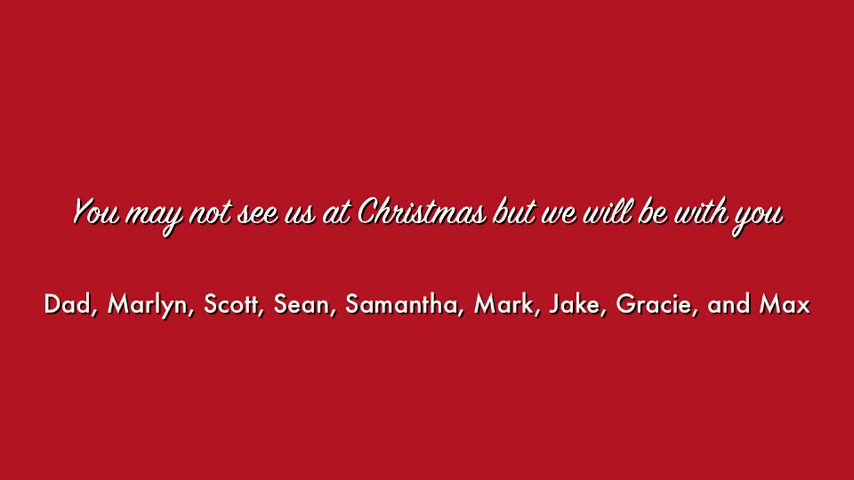 You may not see us at Christmas but we will be with you
Dad, Marlyn, Scott, Sean, Samantha, Mark, Jake, Gracie, and Max